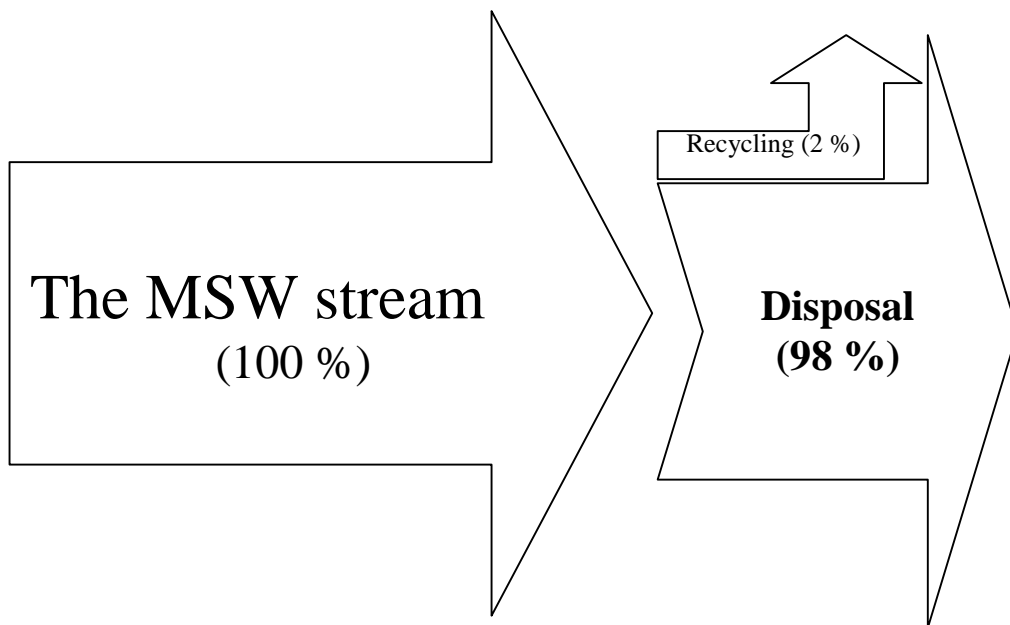 The MSW stream
(100 %)
Recycling (2 %)
Disposal
(98 %)